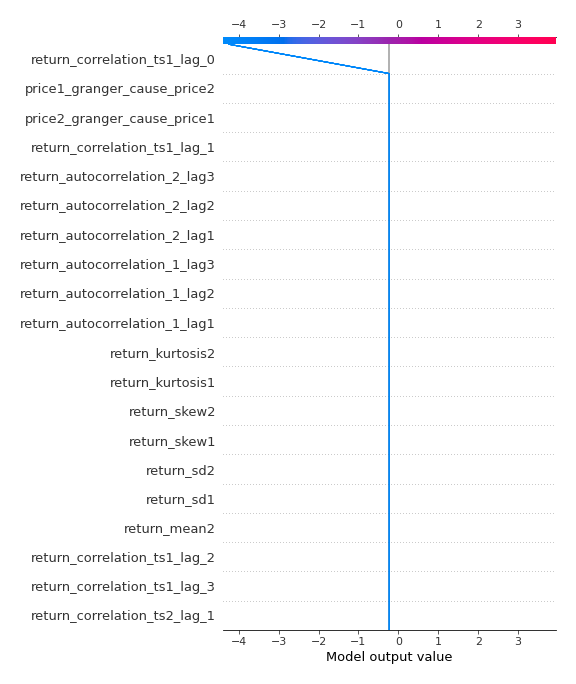 −4 −3 −2 −1 0 1 2 3
return_correlation_ts1_lag_0
price1_granger_cause_price2
price2_granger_cause_price1
return_correlation_ts1_lag_1
return_autocorrelation_2_lag3
return_autocorrelation_2_lag2
return_autocorrelation_2_lag1
return_autocorrelation_1_lag3
return_autocorrelation_1_lag2
return_autocorrelation_1_lag1
return_kurtosis2
return_kurtosis1
return_skew2
return_skew1
return_sd2
return_sd1
return_mean2
return_correlation_ts1_lag_2
return_correlation_ts1_lag_3
return_correlation_ts2_lag_1
−4 −3 −2 −1 0 1 2 3
Model output value